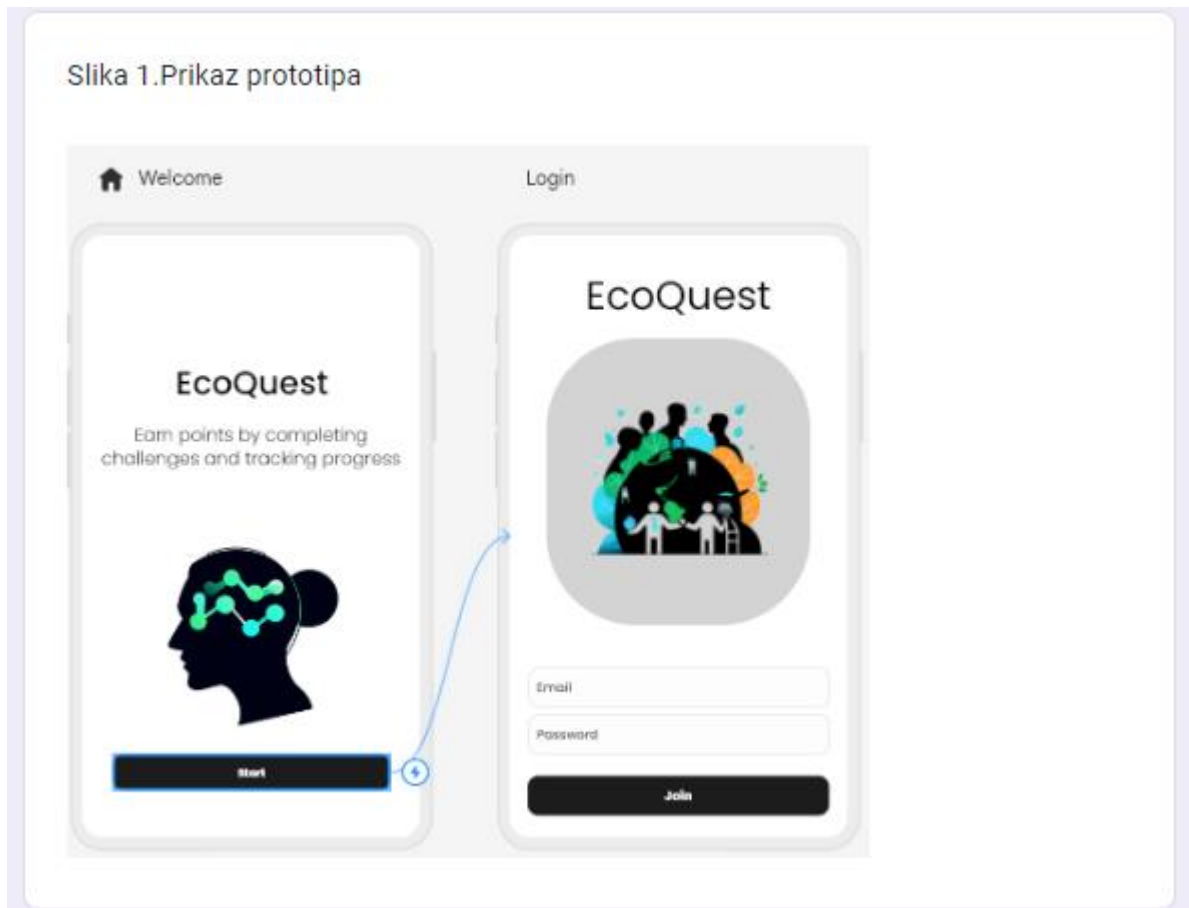 Slika 1.Prikaz prototipa
Welcome
Login
EcoQuest
Earn points by completing
challenges and tracking progress
Start
EcoQuest
Email
Password
Join